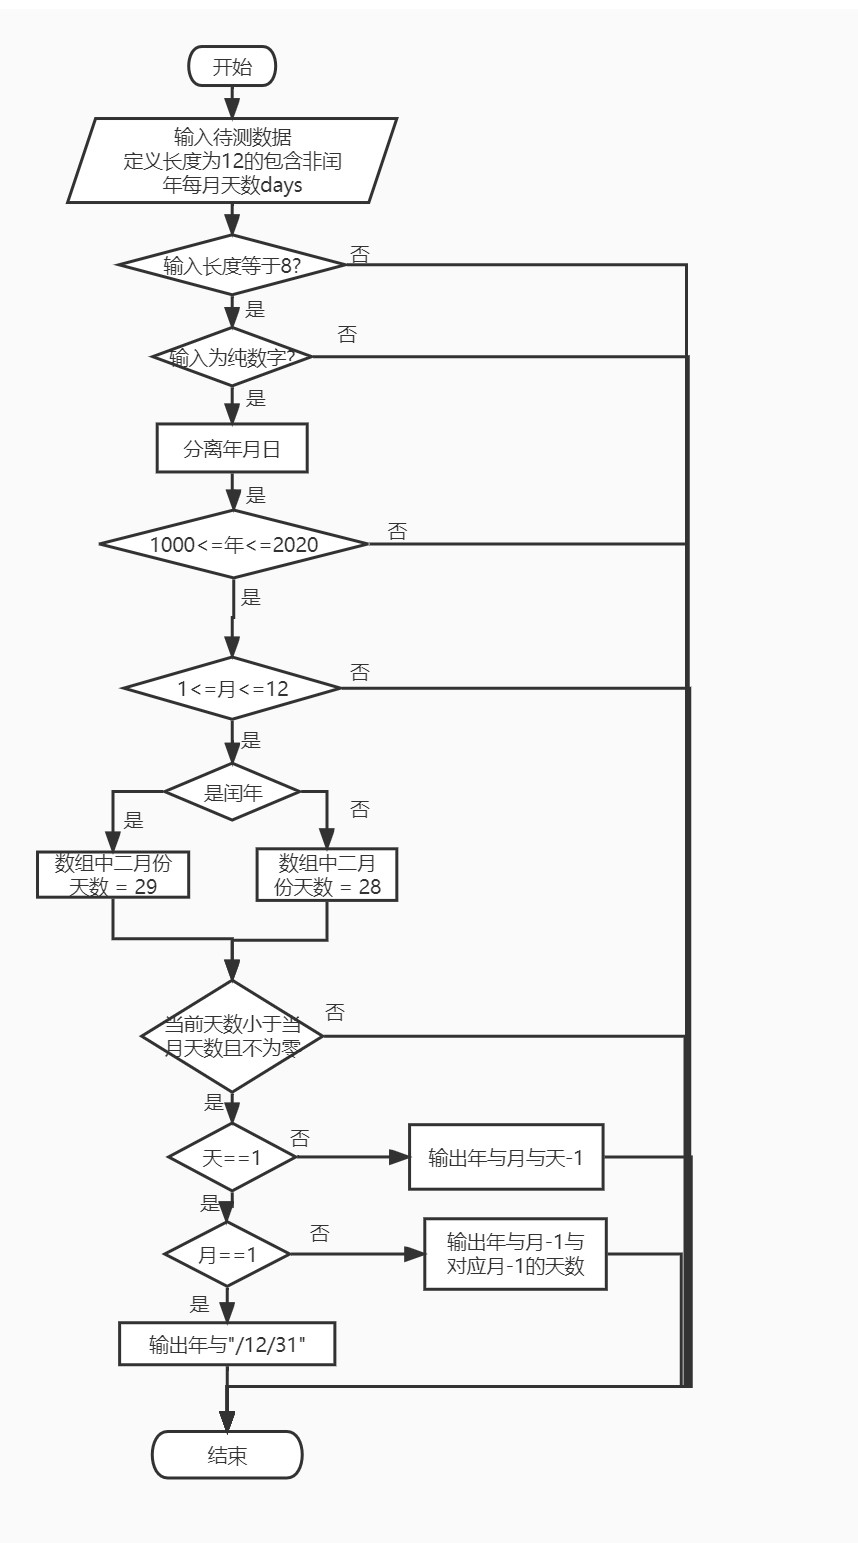 开始
输入待测数据
定义长度为12的包含非闰
年每月天数days
输入长度等于8?
否
是
输入为纯数字?
否
是
分离年月日
是
1000<=年<=2020
否
是
1<=月<=12
否
是
是闰年
是
否
数组中二月份
天数 = 29
数组中二月
份天数 = 28
当前天数小于当
月天数且不为零
否
是
天==1
否
输出年与月与天-1
是
月==1
否
输出年与月-1与
对应月-1的天数
是
输出年与"/12/31"
结束